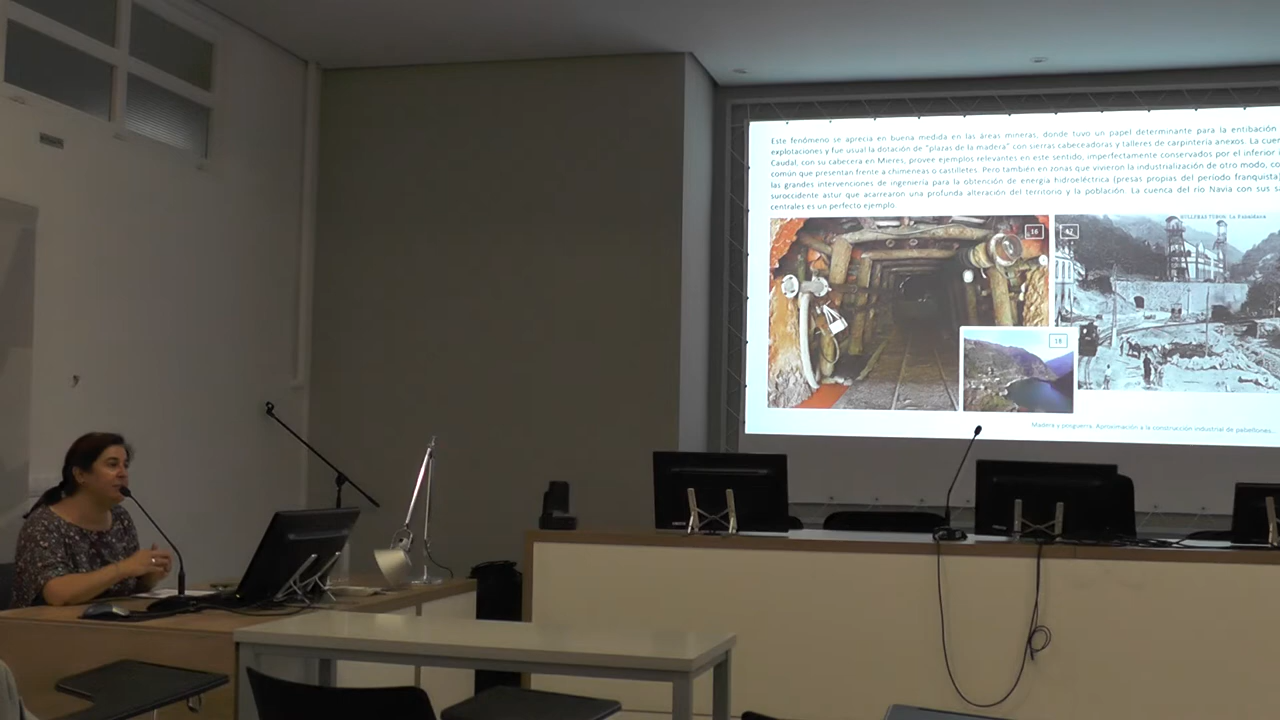 Este fenómeno se aprecia en buena medida en las áreas mineras, donde tuvo un papel determinante para la entibación
explotaciones y fue usual la dotación de "plazas de la madera" con sierras cabeceadoras y talleres de carpintería anexos. La cuen
Caudal, con su cabecera en Mieres, provee ejemplos relevantes en este sentido, imperfectamente conservados por el inferior
común que presentan frente a chimeneas o castilletes. Pero también en zonas que vivieron la industrialización de otro modo, co
las grandes intervenciones de ingeniería para la obtención de energía hidroeléctrica (presas propias del período franquista)
suroccidente astur que acarrearon una profunda alteración del territorio y la población. La cuenca del río Navia con sus s
centrales es un perfecto ejemplo.
16
17
18
Madera y posguerra. Aproximación a la construcción industrial de pabellones...